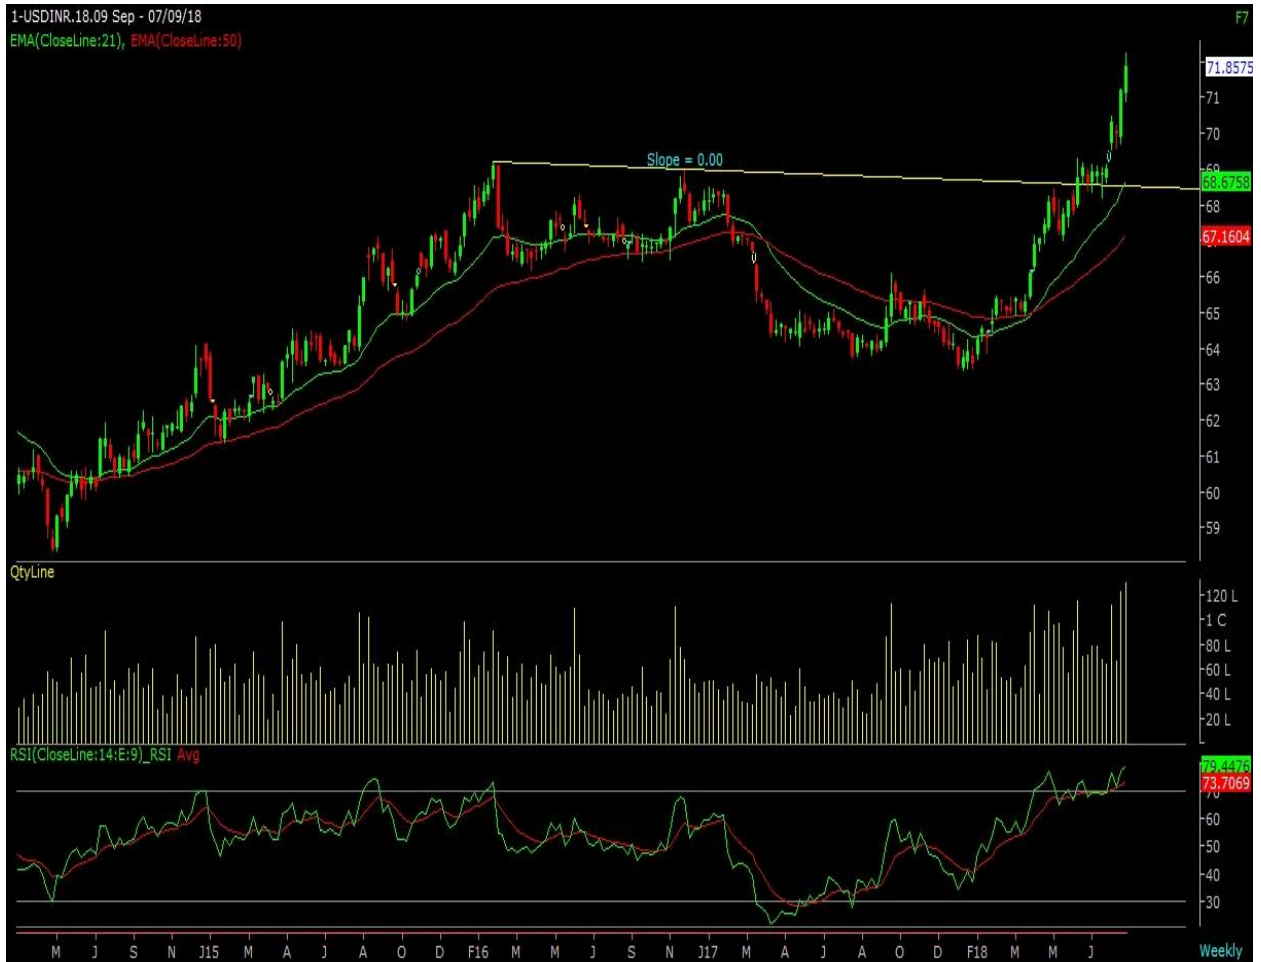 1-USDINR.18.09 Sep - 07/09/18 F7
EMA(CloseLine:21), EMA(CloseLine:50)
71.8575
71
70
Slope = 0.00
69
68.6758
68
67.1604
66
65
64
63
62
61
60
59
QtyLine
120 L
1 C
80 L
60 L
40 L
20 L
RSI(CloseLine:14:E:9)_RSI Avg
79.4476
73.7069
70
60
50
40
30
M J S N J15 M M A A O D F16 M M J S N J17 M A J A O D F18 M M J Weekly